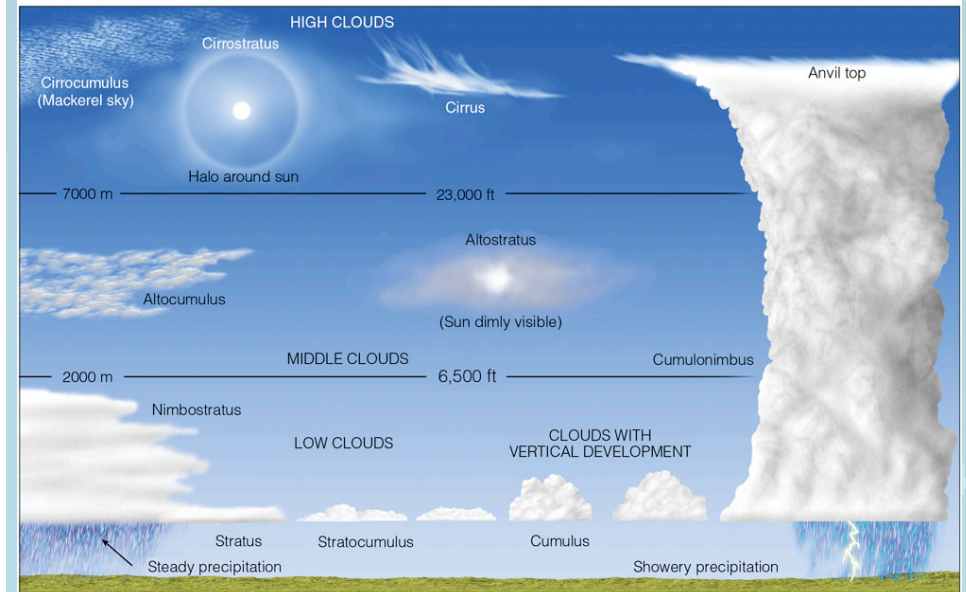 HIGH CLOUDS
Cirrostratus
Cirrocumulus
(Mackerel sky)
Cirrus
Anvil top
Halo around sun
7000 m
23,000 ft
Altostratus
Altocumulus
(Sun dimly visible)
MIDDLE CLOUDS
Cumulonimbus
2000 m
6,500 ft
Nimbostratus
LOW CLOUDS
CLOUDS WITH
VERTICAL DEVELOPMENT
Stratus
Stratocumulus
Cumulus
Steady precipitation
Showery precipitation